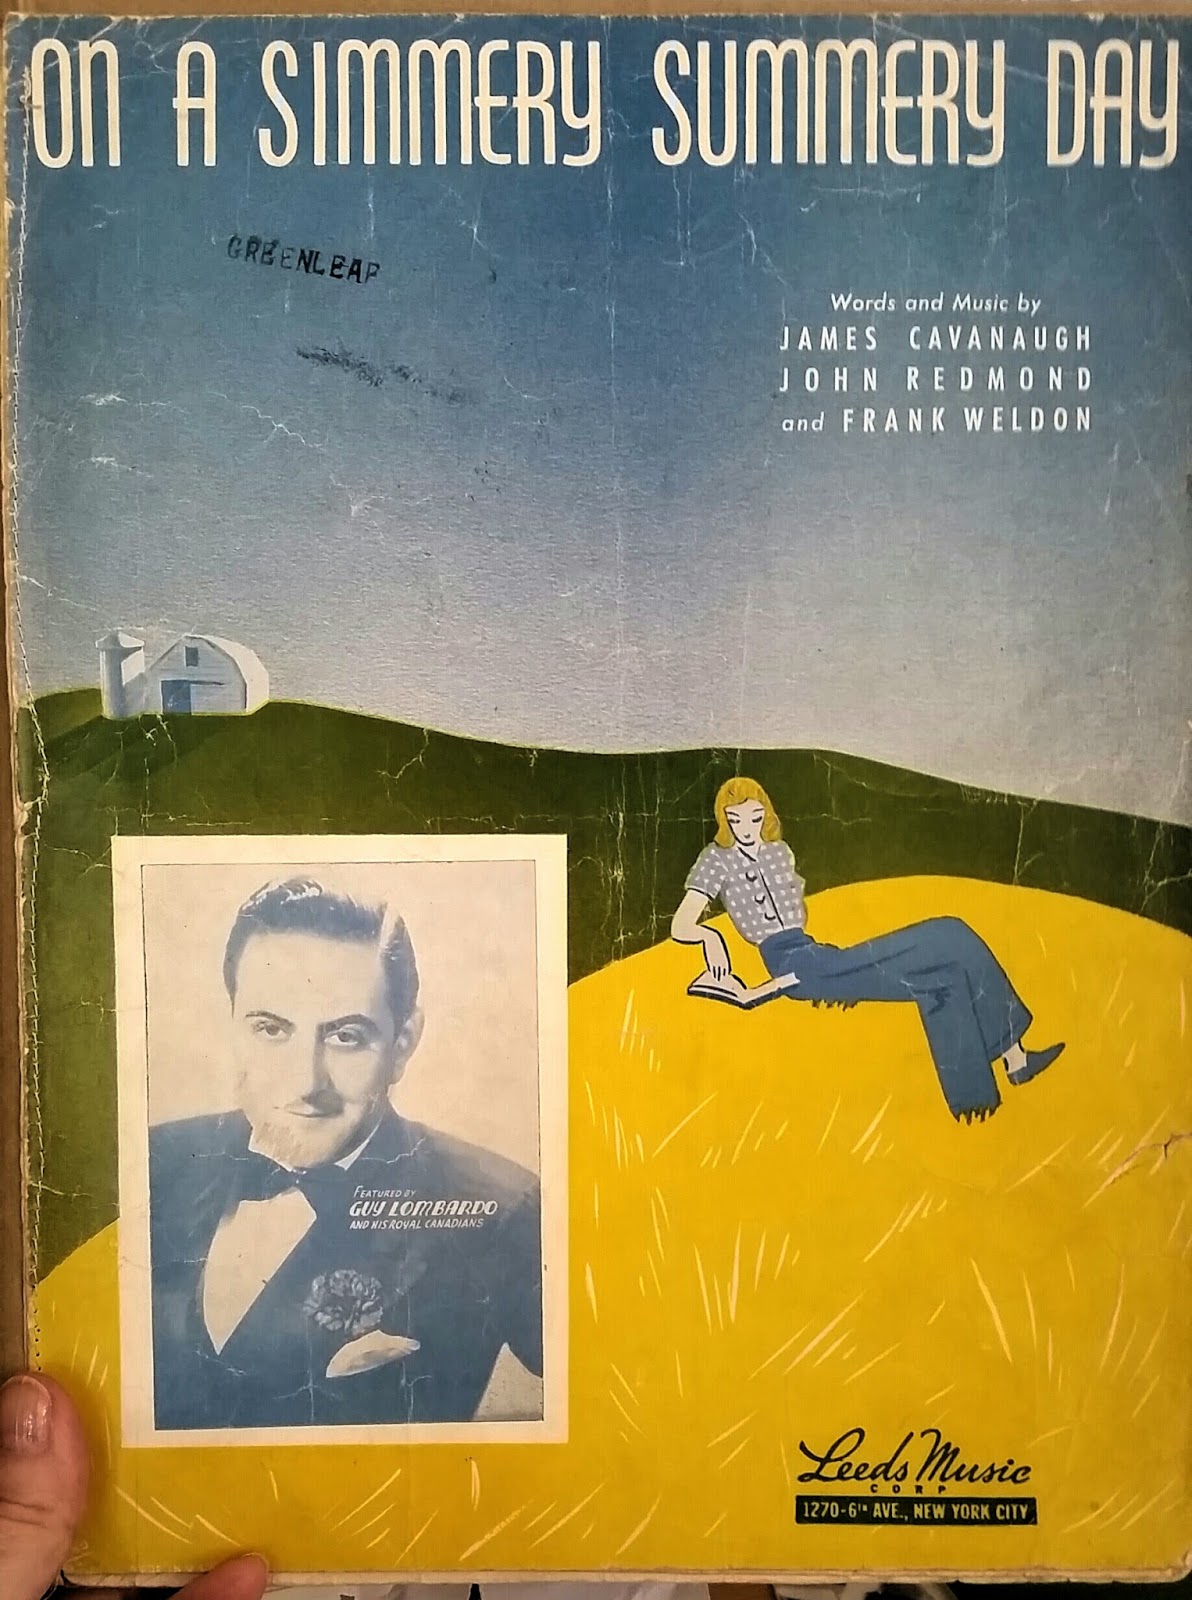 ON A SIMMERY SUMMERY DAY
GREENLEAF
Words and Music by
JAMES CAVANAUGH
JOHN REDMOND
and FRANK WELDON
FEATURED BY
GUY LOMBARDO
AND HIS ROYAL CANADIANS
Leeds Music
CORP
1270-6TH AVE., NEW YORK CITY